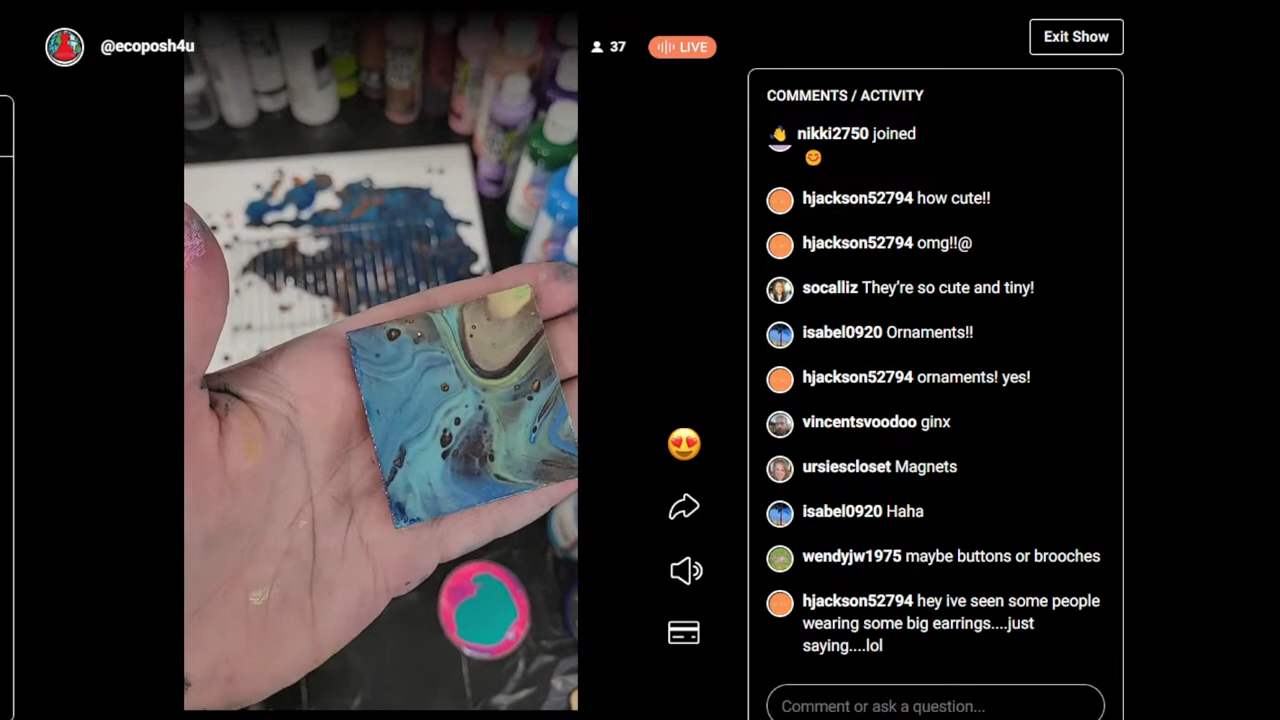 @ecoposh4u
37
LIVE
Exit Show
COMMENTS / ACTIVITY
nikki2750 joined
hjackson52794 how cute!!
hjackson52794 omg!!@
socalliz They're so cute and tiny!
isabel0920 Ornaments!!
hjackson52794 ornaments! yes!
vincentsvoodoo ginx
ursiescloset Magnets
isabel0920 Haha
wendyjw1975 maybe buttons or brooches
hjackson52794 hey ive seen some people
wearing some big earrings....just
saying....lol
Comment or ask a question...